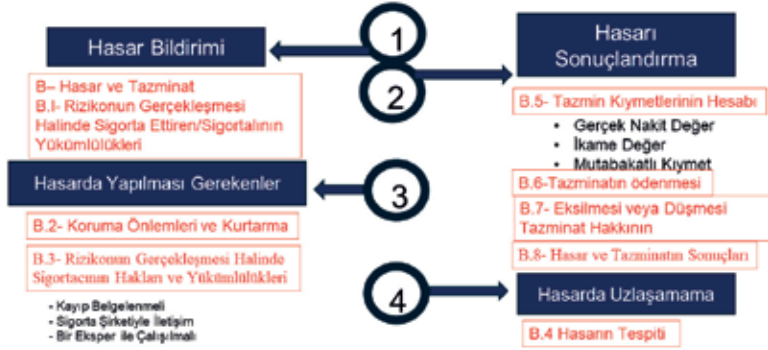 1
Hasar Bildirimi
B– Hasar ve Tazminat
B.I- Rizikonun Gerçekleşmesi
Halinde Sigorta Ettiren/Sigortalının
Yükümlülükleri
2
Hasarı
Sonuçlandırma
B.5- Tazmin Kıymetlerinin Hesabı
• Gerçek Nakit Değer
• İkame Değer
• Mutabakatlı Kıymet
B.6-Tazminatın ödenmesi
B.7- Eksilmesi veya Düşmesi
Tazminat Hakkının
B.8- Hasar ve Tazminatın Sonuçları
3
Hasarda Yapılması Gerekenler
B.2- Koruma Önlemleri ve Kurtarma
B.3- Rizikonun Gerçekleşmesi Halinde
Sigortacının Hakları ve Yükümlülükleri
- Kayıp Belgelenmeli
- Sigorta Şirketiyle İletişim
- Bir Eksper ile Çalışılmalı
4
Hasarda Uzlaşamama
B.4 Hasarın Tespiti